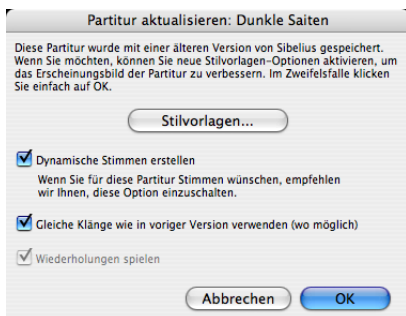 Partitur aktualisieren: Dunkle Saiten
Diese Partitur wurde mit einer älteren Version von Sibelius gespeichert.
Wenn Sie möchten, können Sie neue Stilvorlagen-Optionen aktivieren, um
das Erscheinungsbild der Partitur zu verbessern. Im Zweifelsfalle klicken
Sie einfach auf OK.
Stilvorlagen...
Dynamische Stimmen erstellen
Wenn Sie für diese Partitur Stimmen wünschen, empfehlen
wir Ihnen, diese Option einzuschalten.
Gleiche Klänge wie in voriger Version verwenden (wo möglich)
Wiederholungen spielen
Abbrechen OK